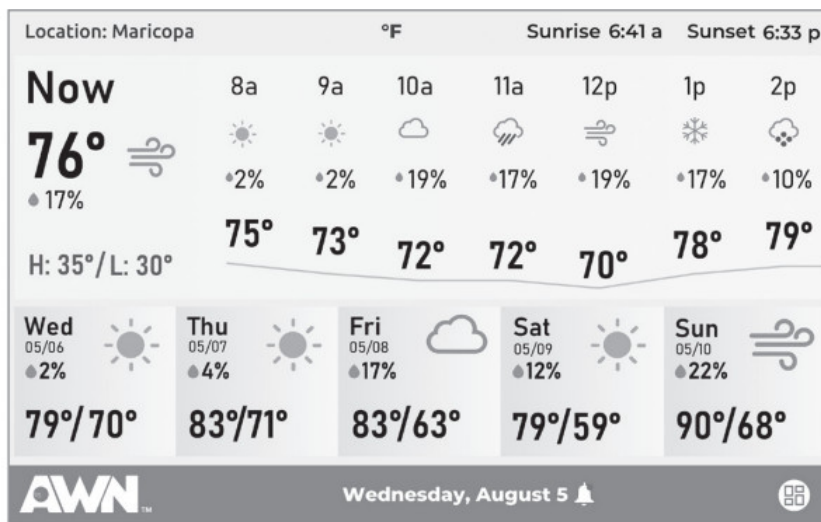 Location: Maricopa °F Sunrise 6:41 a Sunset 6:33 p
Now 8a 9a 10a 11a 12p 1p 2p
76°
17% 2% 2% 19% 17% 19% 17% 10%
75° 73° 72° 72° 70° 78° 79°
H: 35°/ L: 30°
Wed Thu Fri Sat Sun
05/06 05/07 05/08 05/09 05/10
2% 4% 17% 12% 22%
79°/70° 83°/71° 83°/63° 79°/59° 90°/68°
AWN™ Wednesday, August 5